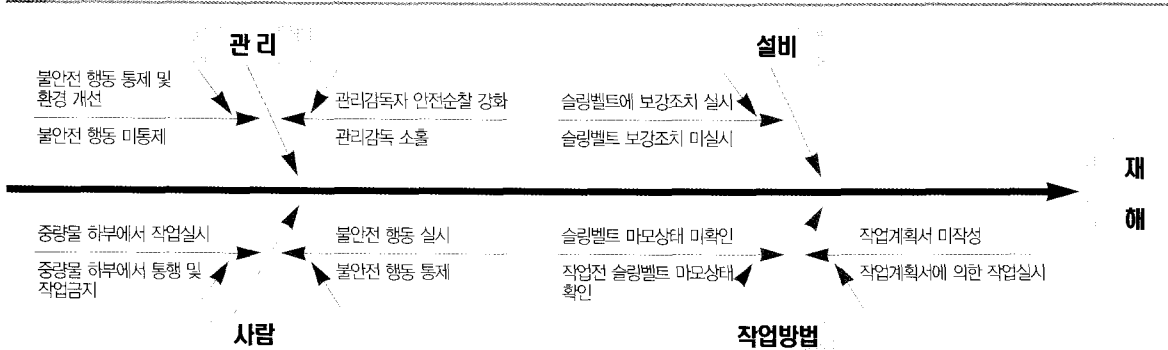 관 리
설비
불안전 행동 통제 및
환경 개선
불안전 행동 미통제
관리감독자 안전순찰 강화
관리감독 소홀
슬링벨트에 보강조치 실시
슬링벨트 보강조치 미실시
재
해
중량물 하부에서 작업실시
중량물 하부에서 통행 및
작업금지
불안전 행동 실시
불안전 행동 통제
슬링벨트 마모상태 미확인
작업전 슬링벨트 마모상태
확인
작업계획서 미작성
작업계획서에 의한 작업실시
사람
작업방법